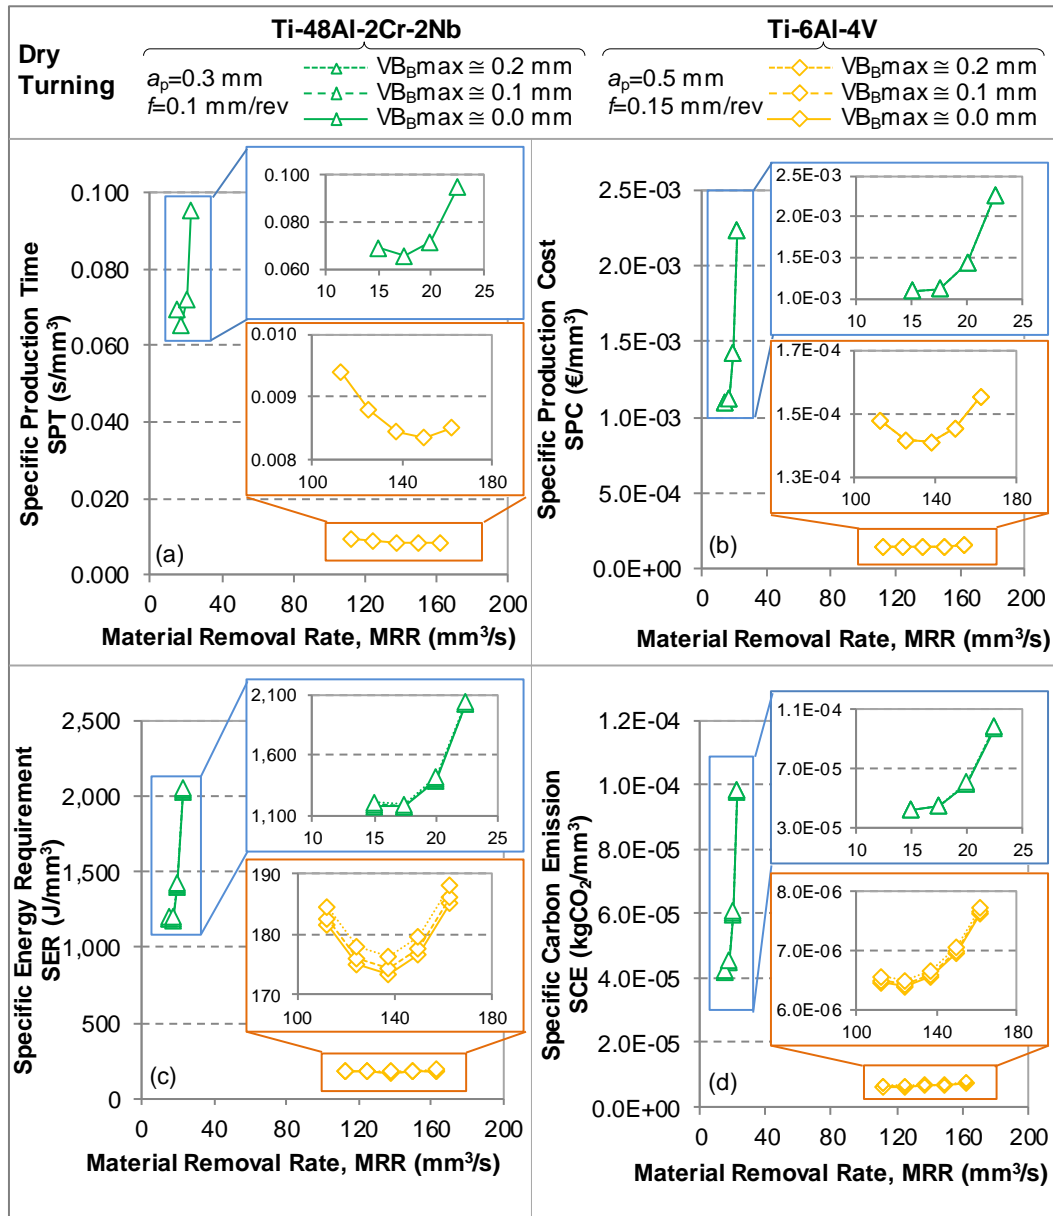 Dry
Turning
Ti-48Al-2Cr-2Nb
aₚ=0.3 mm
f=0.1 mm/rev
VB_Bmax ≅ 0.2 mm
VB_Bmax ≅ 0.1 mm
VB_Bmax ≅ 0.0 mm
Ti-6Al-4V
aₚ=0.5 mm
f=0.15 mm/rev
VB_Bmax ≅ 0.2 mm
VB_Bmax ≅ 0.1 mm
VB_Bmax ≅ 0.0 mm
Specific Production Time
SPT (s/mm³)
0.100
0.080
0.060
0.040
0.020
0.000
0 40 80 120 160 200
Material Removal Rate, MRR (mm³/s)
(a)
0.100
0.080
0.060
10 15 20 25
0.010
0.009
0.008
100 140 180
Specific Production Cost
SPC (€/mm³)
2.5E-03
2.0E-03
1.5E-03
1.0E-03
5.0E-04
0.0E+00
0 40 80 120 160 200
Material Removal Rate, MRR (mm³/s)
(b)
2.5E-03
2.0E-03
1.5E-03
1.0E-03
10 15 20 25
1.7E-04
1.5E-04
1.3E-04
100 140 180
Specific Energy Requirement
SER (J/mm³)
2,500
2,000
1,500
1,000
500
0
0 40 80 120 160 200
Material Removal Rate, MRR (mm³/s)
(c)
2,100
1,600
1,100
10 15 20 25
190
180
170
100 140 180
Specific Carbon Emission
SCE (kgCO₂/mm³)
1.2E-04
1.0E-04
8.0E-05
6.0E-05
4.0E-05
2.0E-05
0.0E+00
0 40 80 120 160 200
Material Removal Rate, MRR (mm³/s)
(d)
1.1E-04
7.0E-05
3.0E-05
10 15 20 25
8.0E-06
7.0E-06
6.0E-06
100 140 180